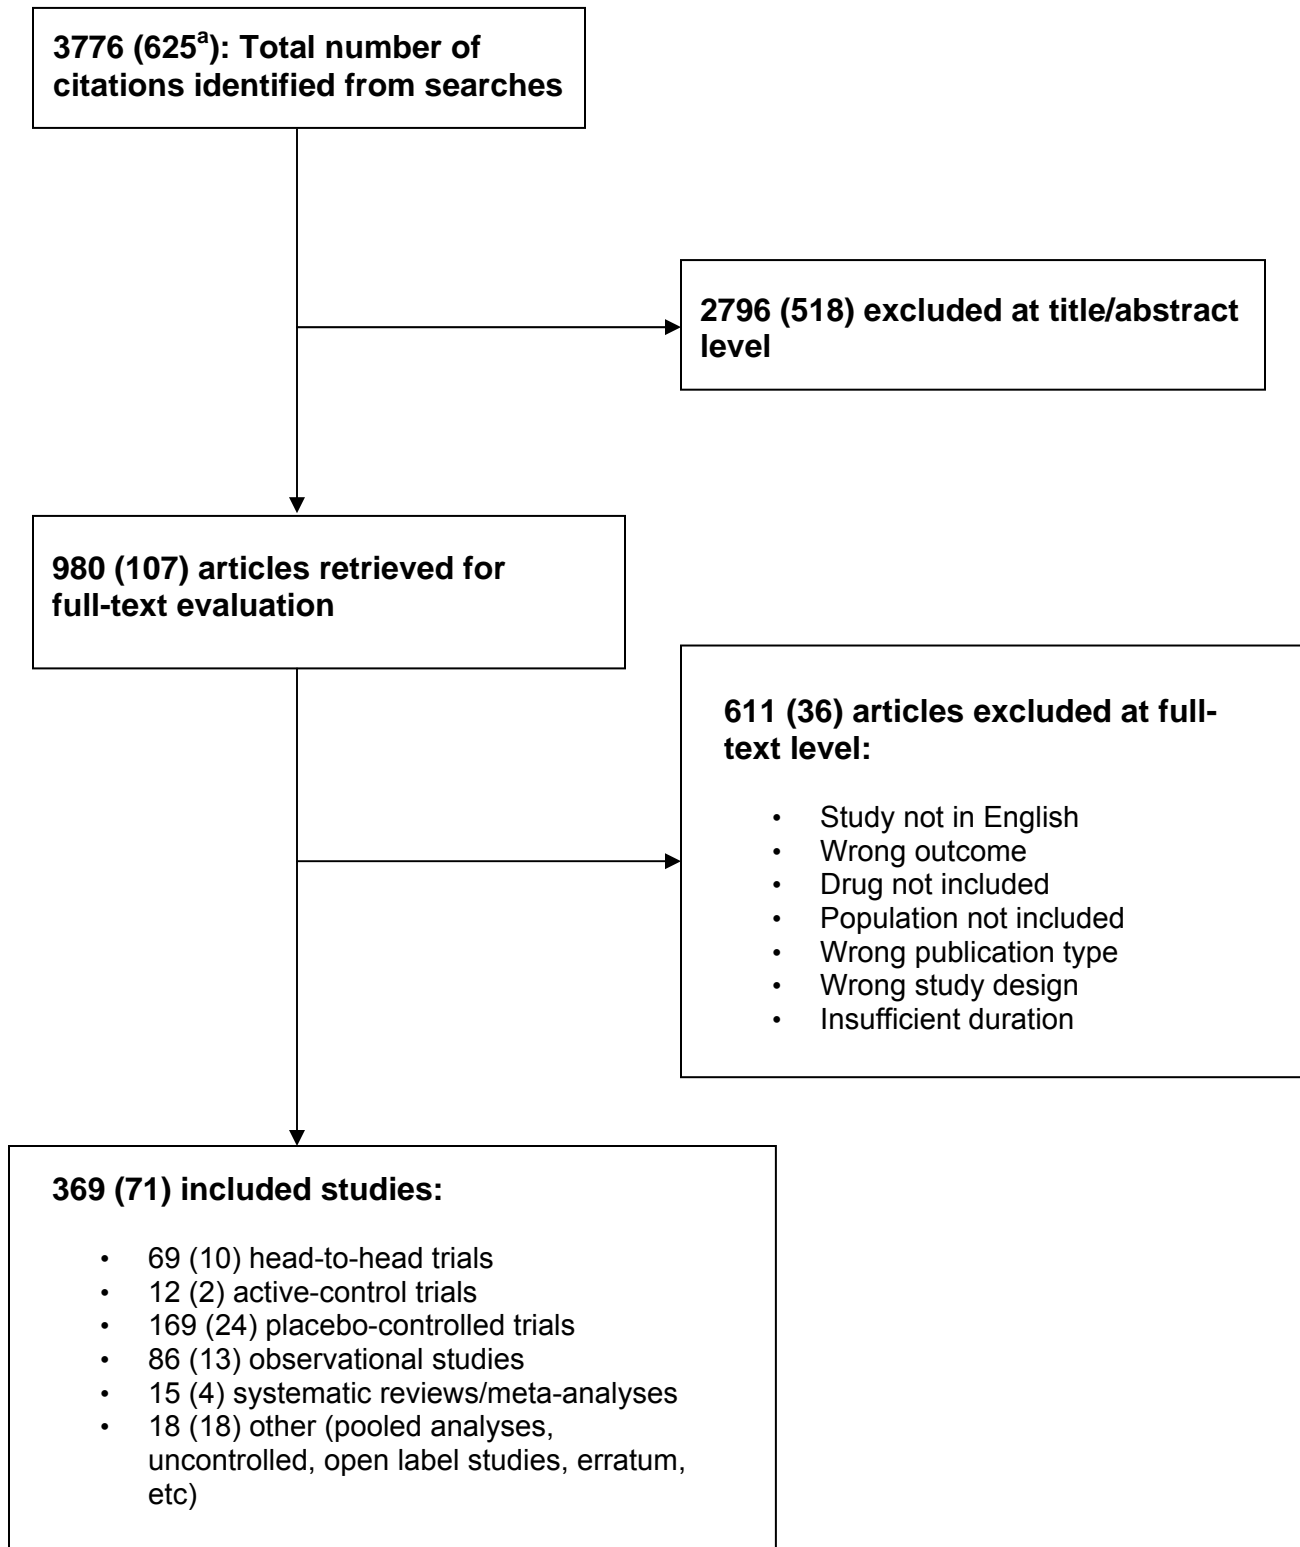 3776 (625ᵃ): Total number of
citations identified from searches
2796 (518) excluded at title/abstract
level
980 (107) articles retrieved for
full-text evaluation
611 (36) articles excluded at full-
text level:
• Study not in English
• Wrong outcome
• Drug not included
• Population not included
• Wrong publication type
• Wrong study design
• Insufficient duration
369 (71) included studies:
• 69 (10) head-to-head trials
• 12 (2) active-control trials
• 169 (24) placebo-controlled trials
• 86 (13) observational studies
• 15 (4) systematic reviews/meta-analyses
• 18 (18) other (pooled analyses,
uncontrolled, open label studies, erratum,
etc)